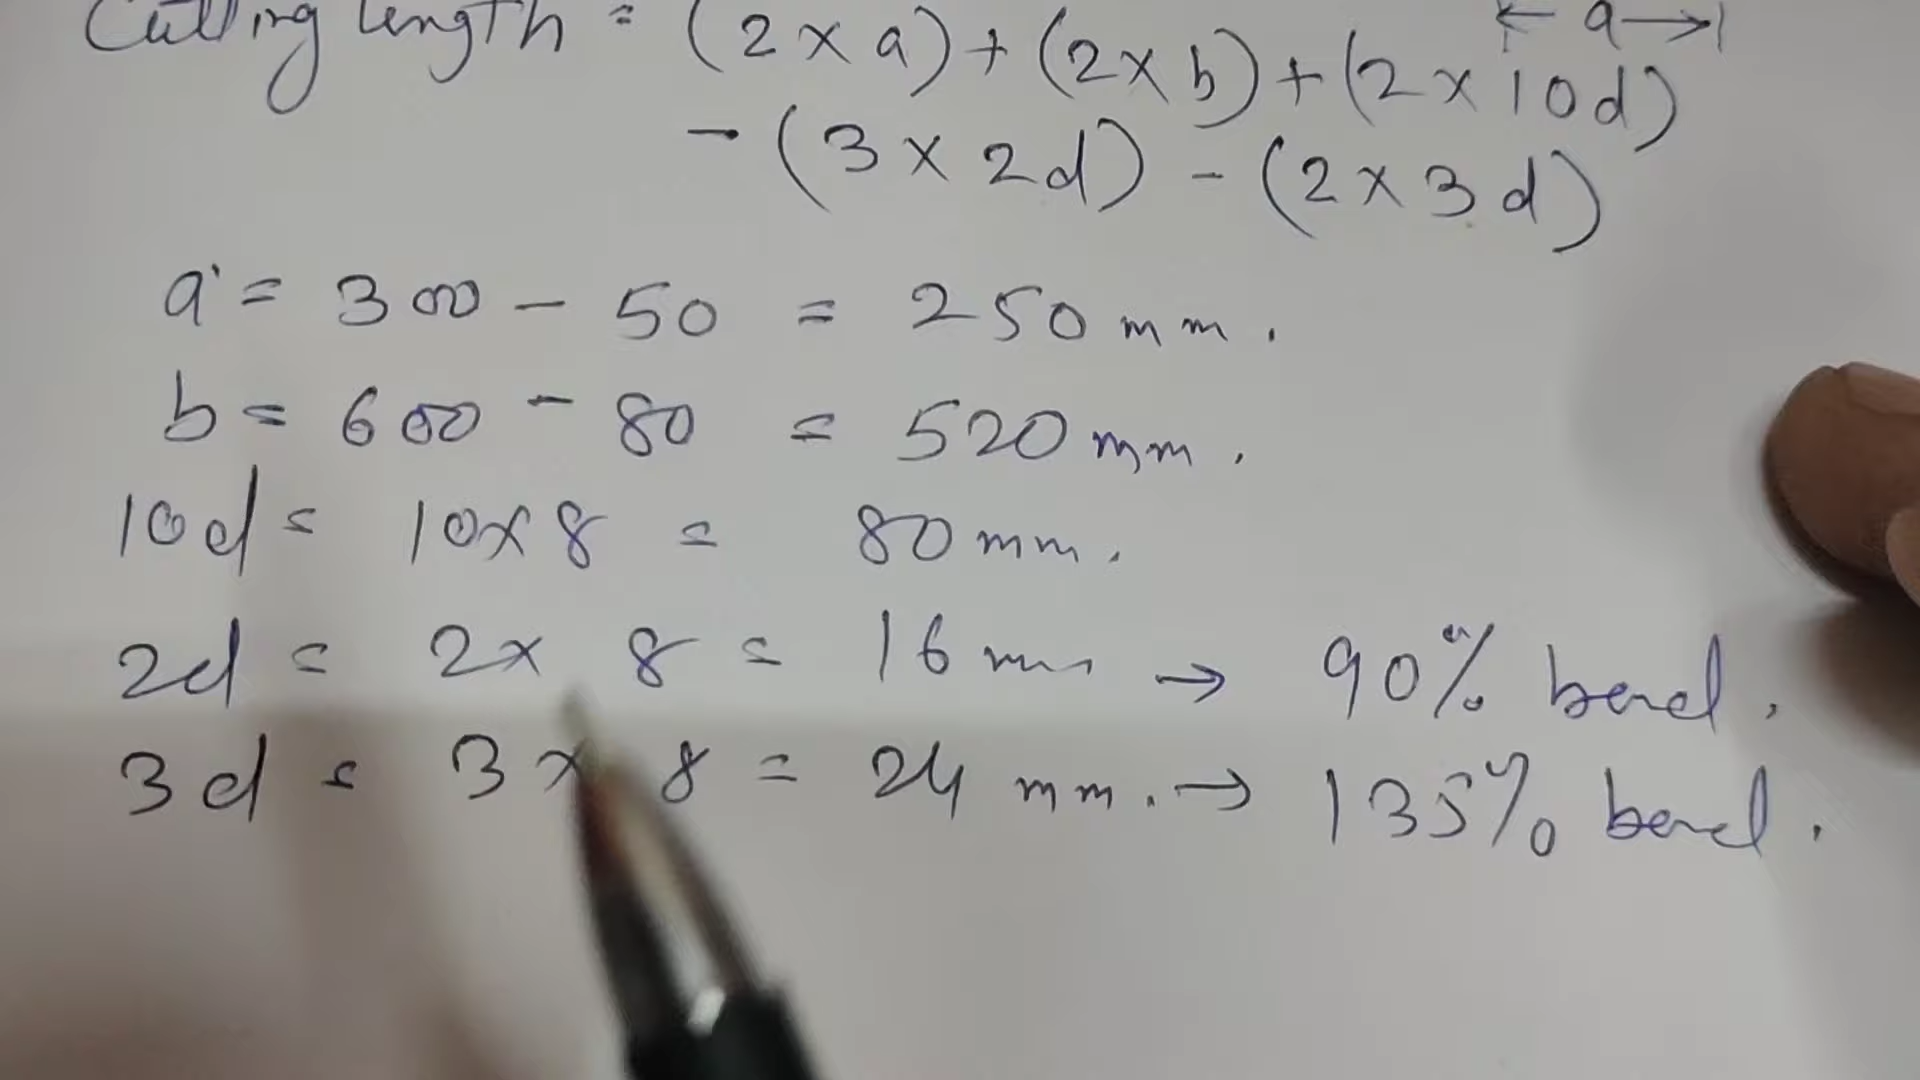 Cutting length = (2 x a) + (2 x b) + (2 x 10d)
← a →
- (3 x 2d) - (2 x 3d)
a = 300 - 50 = 250 mm.
b = 600 - 80 = 520 mm.
10d = 10x8 = 80 mm.
2d = 2x 8 = 16 mm → 90% bend.
3d = 3 x 8 = 24 mm. → 135% bend.